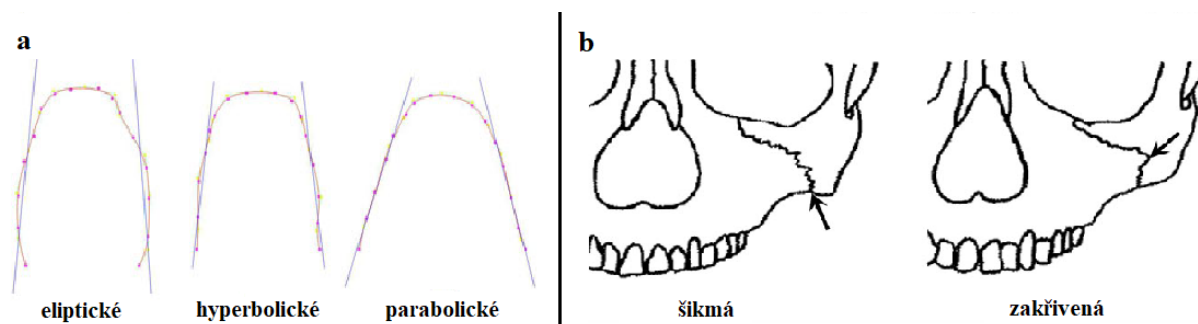 a
eliptické
hyperbolické
parabolické
b
šikmá
zakřivená